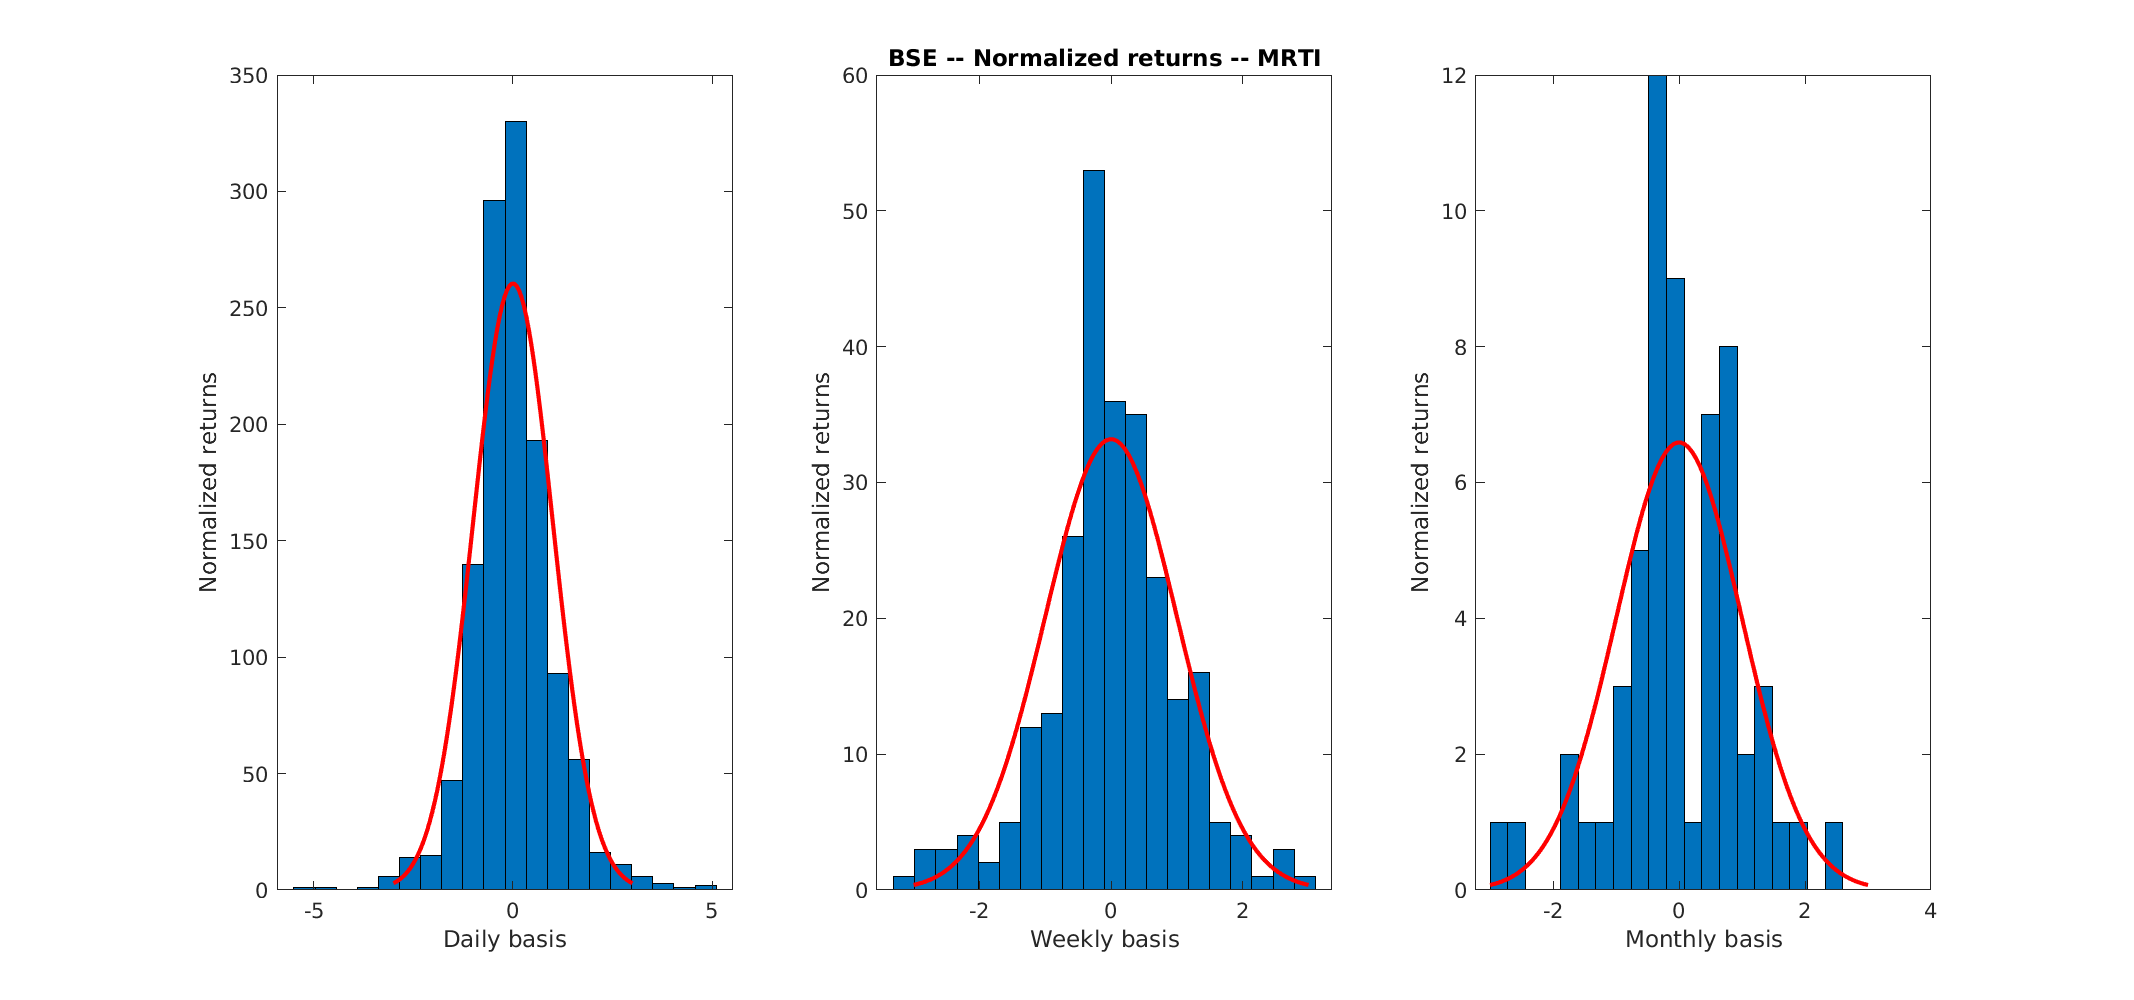 BSE -- Normalized returns -- MRTI
350
300
250
200
150
100
50
0
Normalized returns
-5 0 5
Daily basis
60
50
40
30
20
10
0
Normalized returns
-2 0 2
Weekly basis
12
10
8
6
4
2
0
Normalized returns
-2 0 2 4
Monthly basis